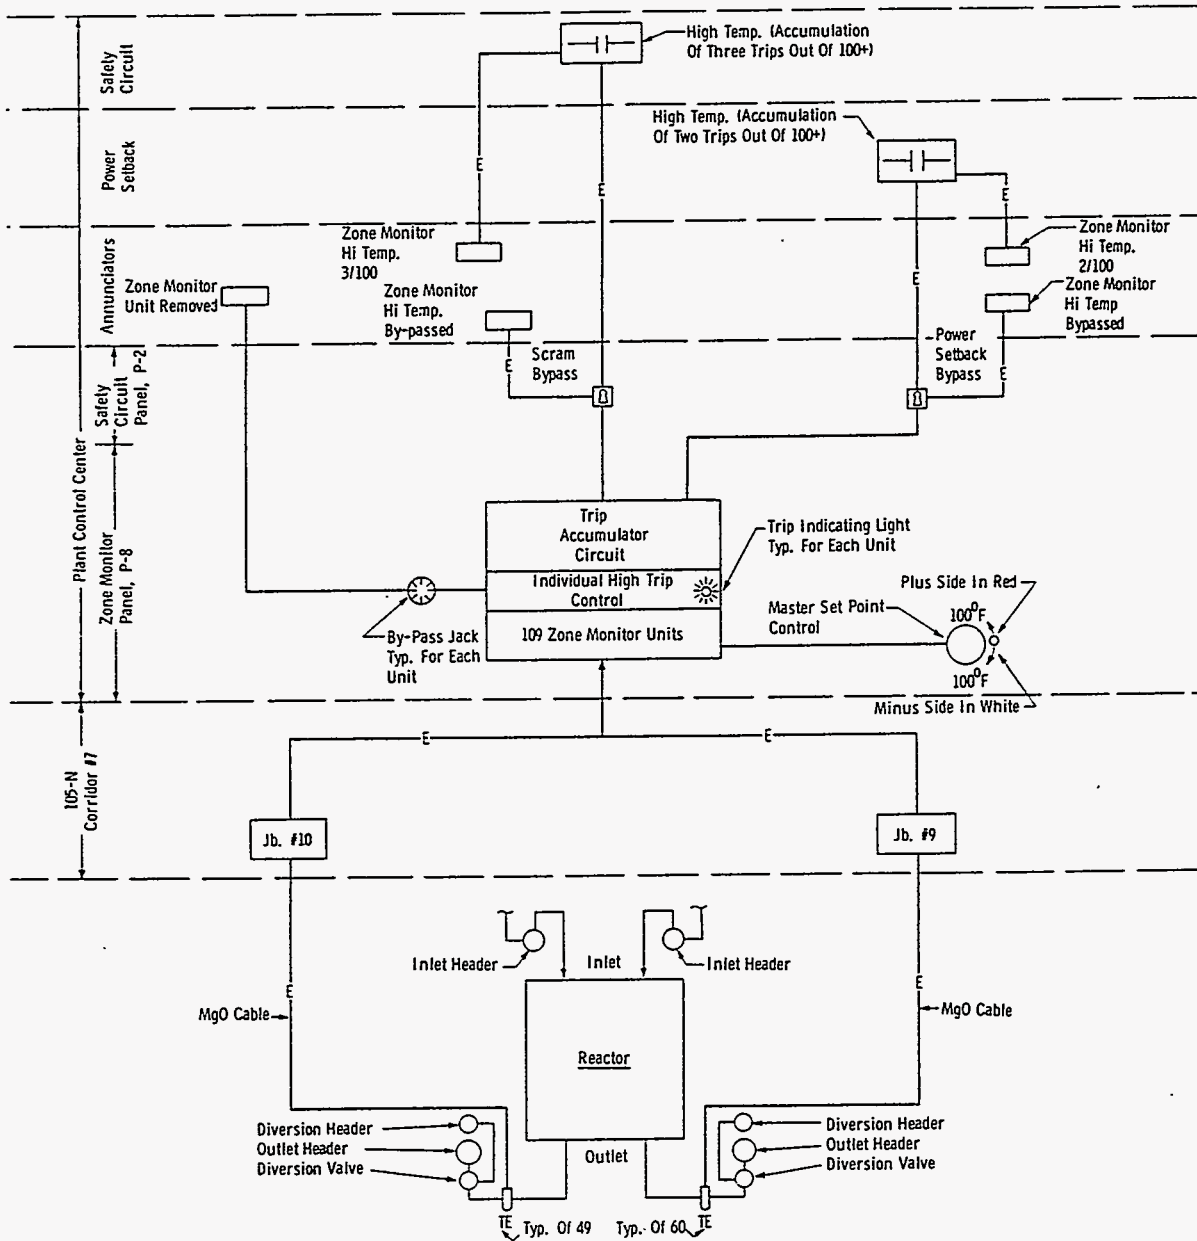 Safety
Circuit
Power
Setback
Annunciators
Safety
Circuit
Panel, P-2
Plant Control Center
Zone Monitor
Panel, P-8
105-N
Corridor #7
High Temp. (Accumulation
Of Three Trips Out Of 100+)
High Temp. (Accumulation
Of Two Trips Out Of 100+)
E
E
E
E
Zone Monitor
Hi Temp.
3/100
Zone Monitor
Hi Temp.
2/100
Zone Monitor
Unit Removed
Zone Monitor
Hi Temp.
By-passed
Zone Monitor
Hi Temp
Bypassed
E
Scram
Bypass
Power
Setback
Bypass
E
Trip
Accumulator
Circuit
Individual High Trip
Control
109 Zone Monitor Units
Trip Indicating Light
Typ. For Each Unit
By-Pass Jack
Typ. For Each
Unit
Master Set Point
Control
Plus Side In Red
100°F
100°F
Minus Side In White
E
E
Jb. #10
Jb. #9
Inlet Header
Inlet
Inlet Header
E
E
MgO Cable
MgO Cable
Reactor
Diversion Header
Outlet Header
Diversion Valve
Outlet
Diversion Header
Outlet Header
Diversion Valve
TE
Typ. Of 49
Typ. Of 60
TE